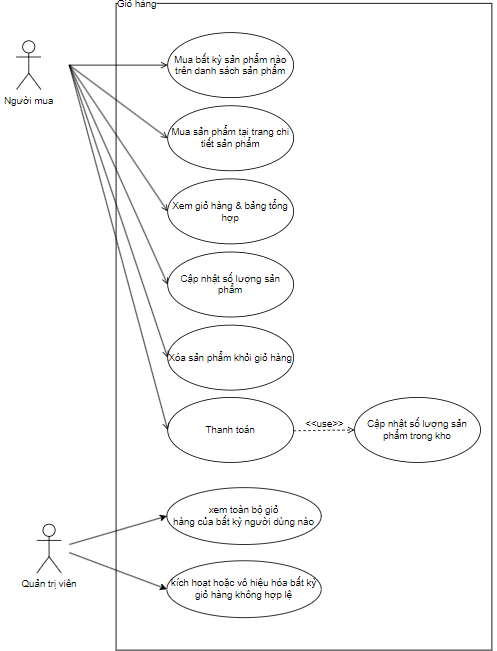 Giỏ hàng
Mua bất kỳ sản phẩm nào
trên danh sách sản phẩm
Người mua
Mua sản phẩm tại trang chi
tiết sản phẩm
Xem giỏ hàng & bảng tổng
hợp
Cập nhật số lượng sản
phẩm
Xóa sản phẩm khỏi giỏ hàng
Thanh toán
<<use>>
Cập nhật số lượng sản
phẩm trong kho
xem toàn bộ giỏ
hàng của bất kỳ người dùng nào
Quản trị viên
kích hoạt hoặc vô hiệu hóa bất kỳ
giỏ hàng không hợp lệ